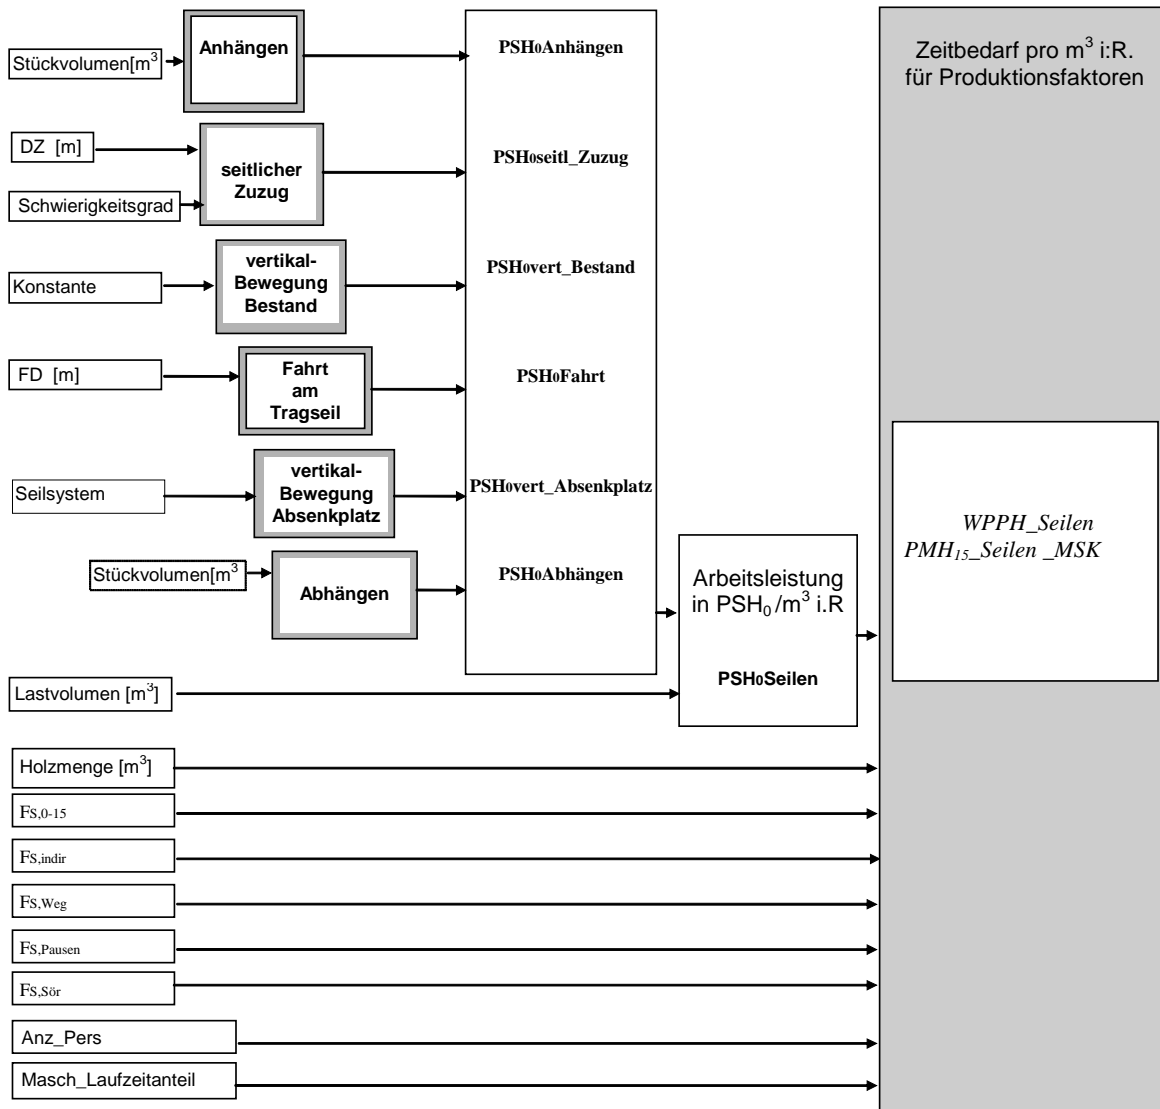 Stückvolumen[m³
Anhängen
PSH0Anhängen
DZ [m]
Schwierigkeitsgrad
seitlicher
Zuzug
PSH0seitl_Zuzug
Konstante
vertikal-
Bewegung
Bestand
PSH0vert_Bestand
FD [m]
Fahrt
am
Tragseil
PSH0Fahrt
Seilsystem
vertikal-
Bewegung
Absenkplatz
PSH0vert_Absenkplatz
Stückvolumen[m³
Abhängen
PSH0Abhängen
Lastvolumen [m³]
Arbeitsleistung
in PSH₀/m³ i.R
PSH0Seilen
Zeitbedarf pro m³ i:R.
für Produktionsfaktoren
WPPH_Seilen
PMH₁₅_Seilen _MSK
Holzmenge [m³]
FS,0-15
FS,indir
FS,Weg
FS,Pausen
FS,Sör
Anz_Pers
Masch_Laufzeitanteil